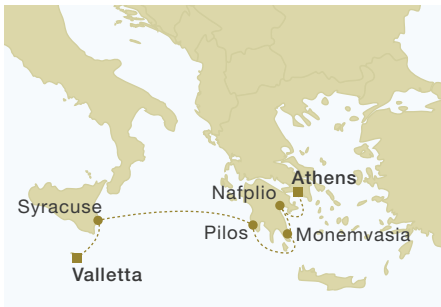 Athens
Nafplio
Syracuse
Pilos
Monemvasia
Valletta